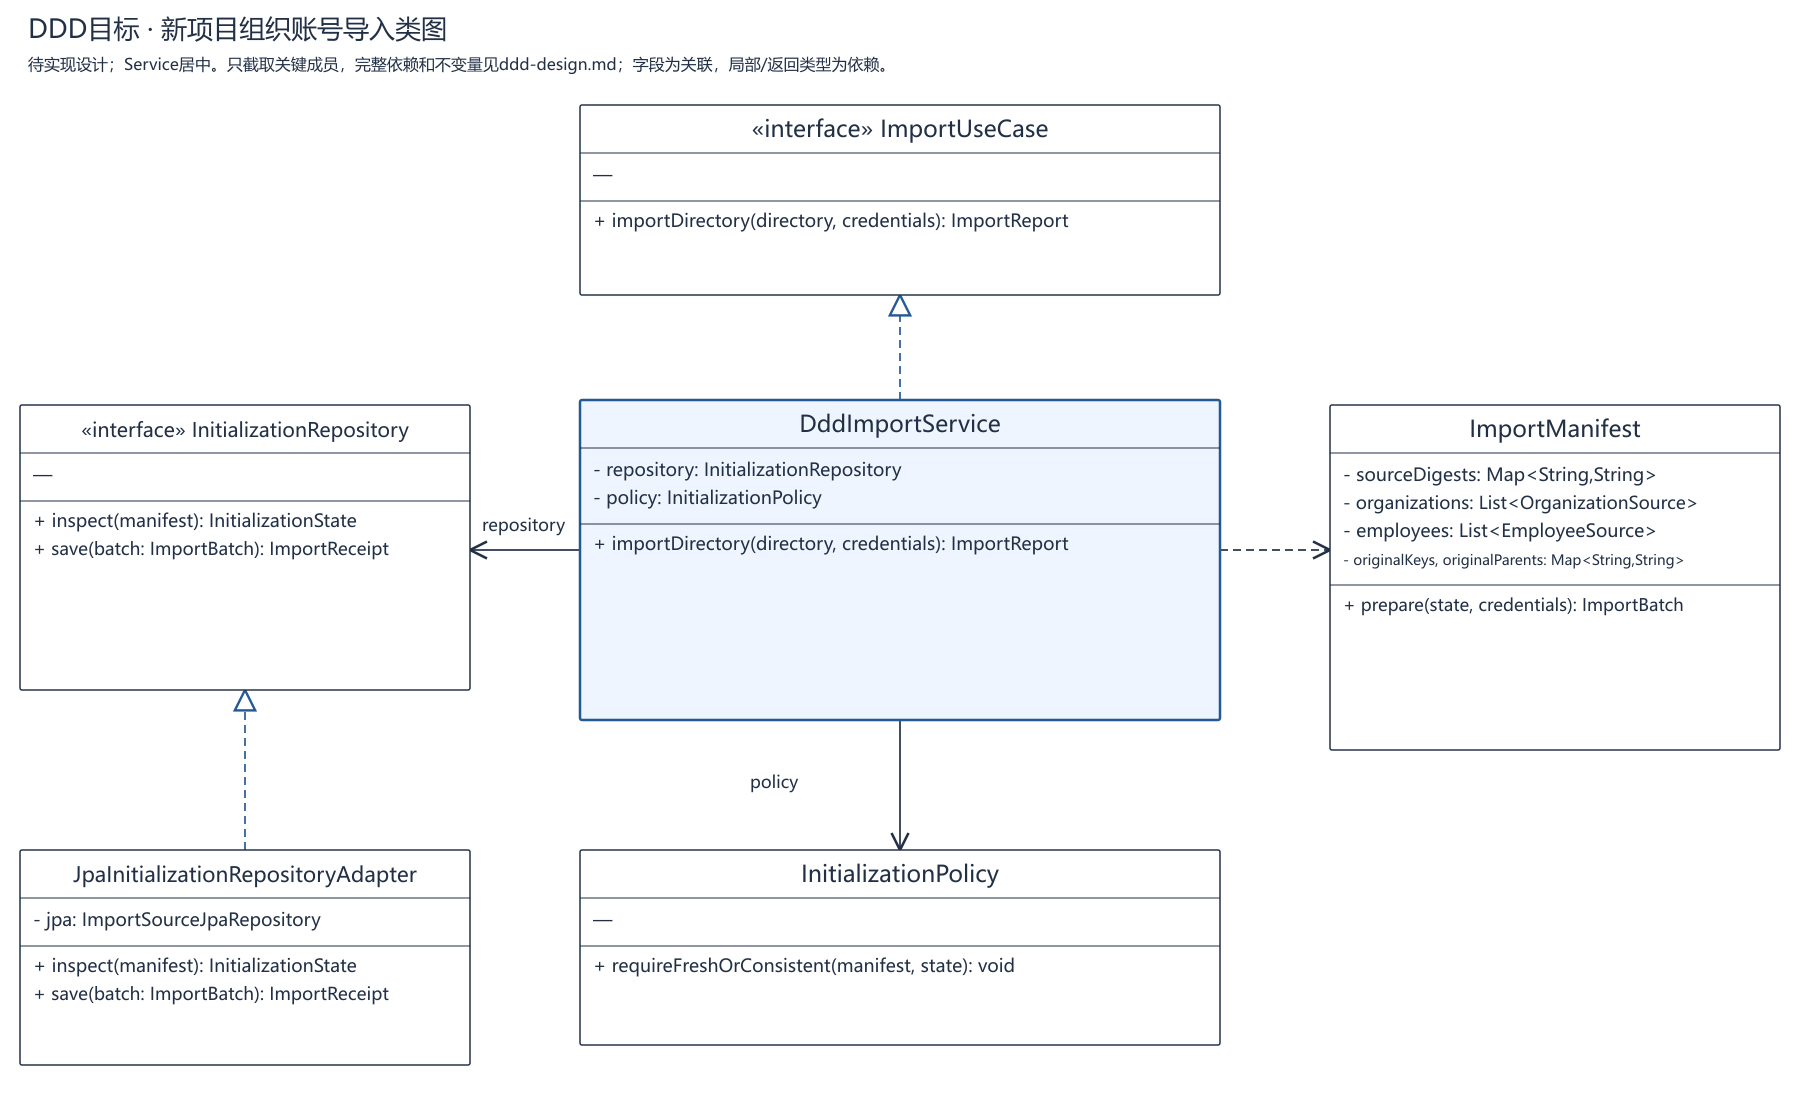 DDD目标 · 新项目组织账号导入类图
待实现设计；Service居中。只截取关键成员，完整依赖和不变量见ddd-design.md；字段为关联，局部/返回类型为依赖。
«interface» ImportUseCase
—
+ importDirectory(directory, credentials): ImportReport
«interface» InitializationRepository
—
+ inspect(manifest): InitializationState
+ save(batch: ImportBatch): ImportReceipt
repository
DddImportService
- repository: InitializationRepository
- policy: InitializationPolicy
+ importDirectory(directory, credentials): ImportReport
ImportManifest
- sourceDigests: Map<String,String>
- organizations: List<OrganizationSource>
- employees: List<EmployeeSource>
- originalKeys, originalParents: Map<String,String>
+ prepare(state, credentials): ImportBatch
policy
JpaInitializationRepositoryAdapter
- jpa: ImportSourceJpaRepository
+ inspect(manifest): InitializationState
+ save(batch: ImportBatch): ImportReceipt
InitializationPolicy
—
+ requireFreshOrConsistent(manifest, state): void